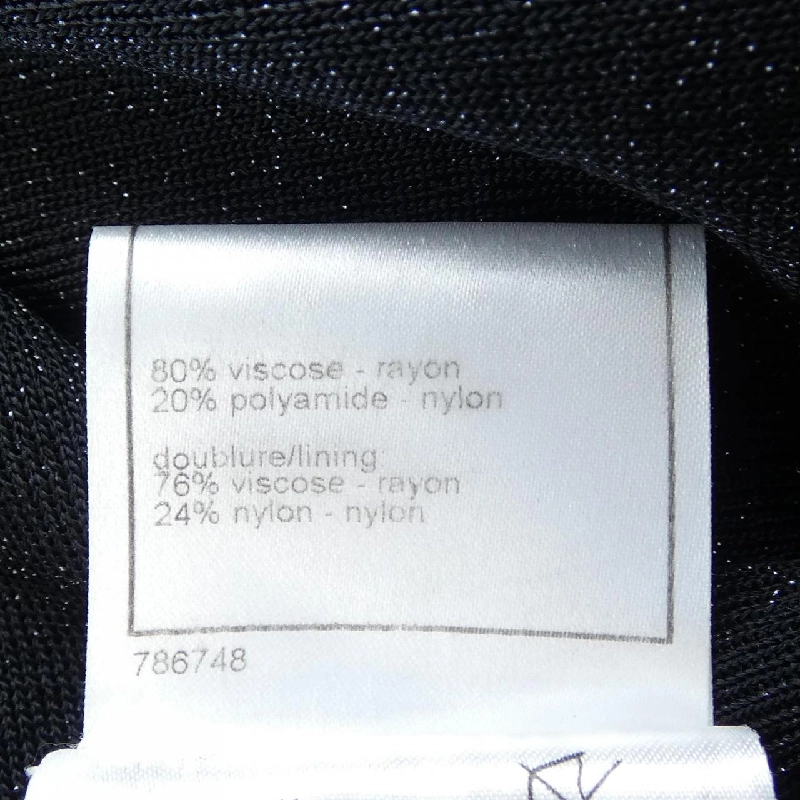 80% viscose - rayon
20% polyamide - nylon
doublure/lining
76% viscose - rayon
24% nylon - nylon
786748